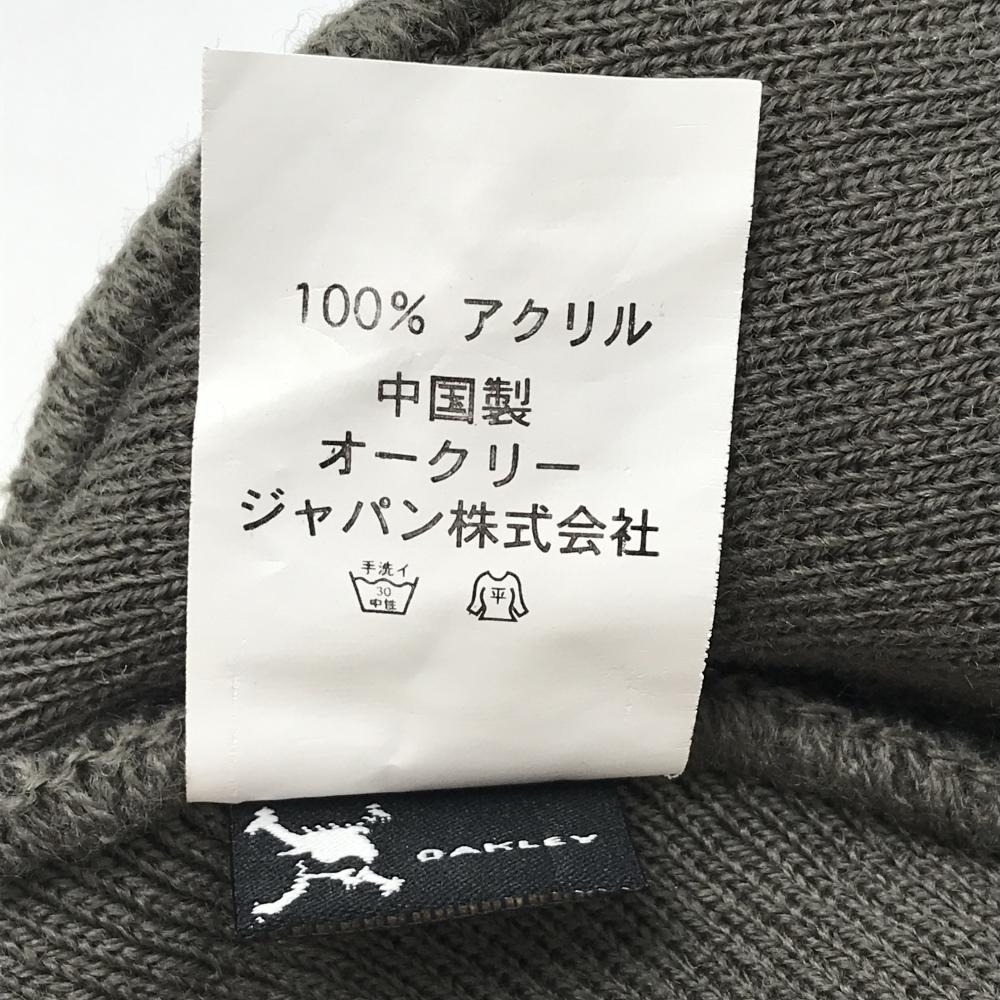 100% アクリル
中国製
オークリー
ジャパン株式会社
手洗イ
30
中性
平
OAKLEY